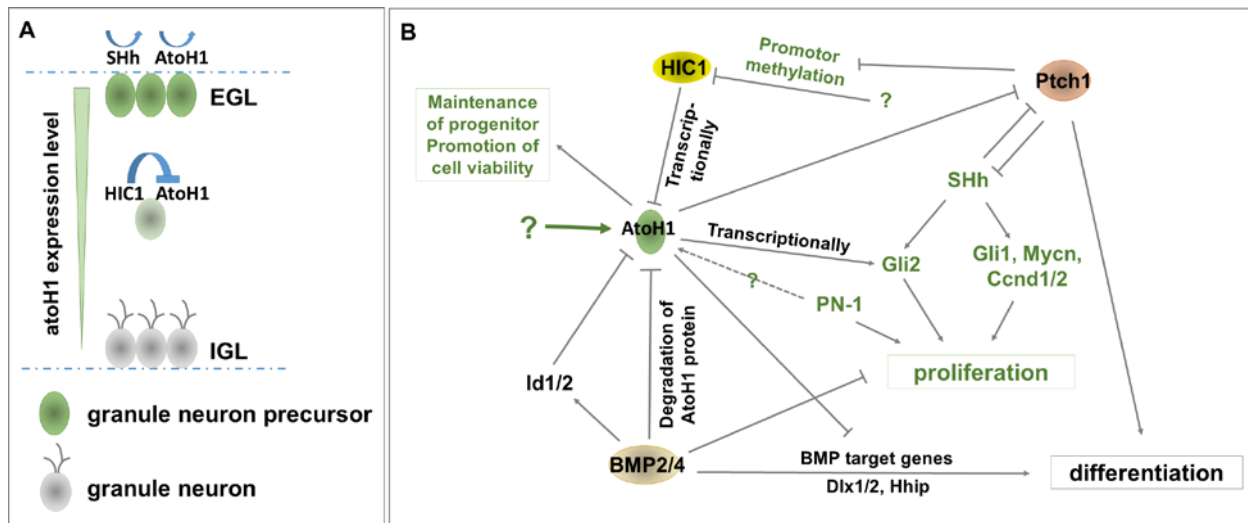 A
SHh AtoH1
EGL
atoH1 expression level
HIC1 AtoH1
IGL
granule neuron precursor
granule neuron
B
HIC1
Promotor
methylation
?
Ptch1
Maintenance
of progenitor
Promotion of
cell viability
Transcrip-
tionally
SHh
?
AtoH1
Transcriptionally
Gli2
Gli1, Mycn,
Ccnd1/2
?
PN-1
Id1/2
Degradation of
AtoH1 protein
proliferation
BMP2/4
BMP target genes
Dlx1/2, Hhip
differentiation